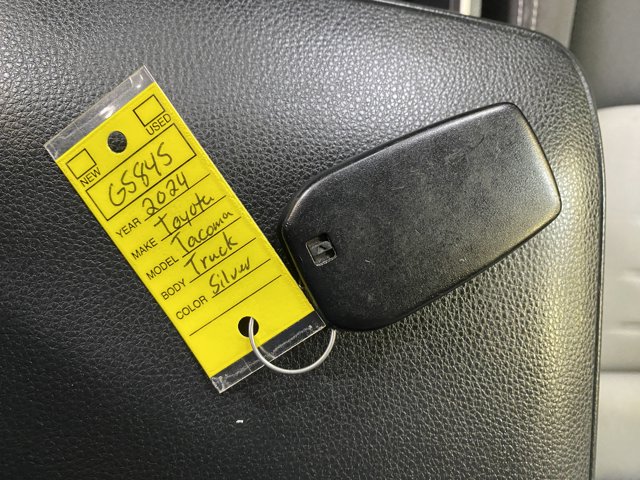 NEW USED
GS845
YEAR 2024
MAKE Toyota
MODEL Tacoma
BODY Truck
COLOR Silver